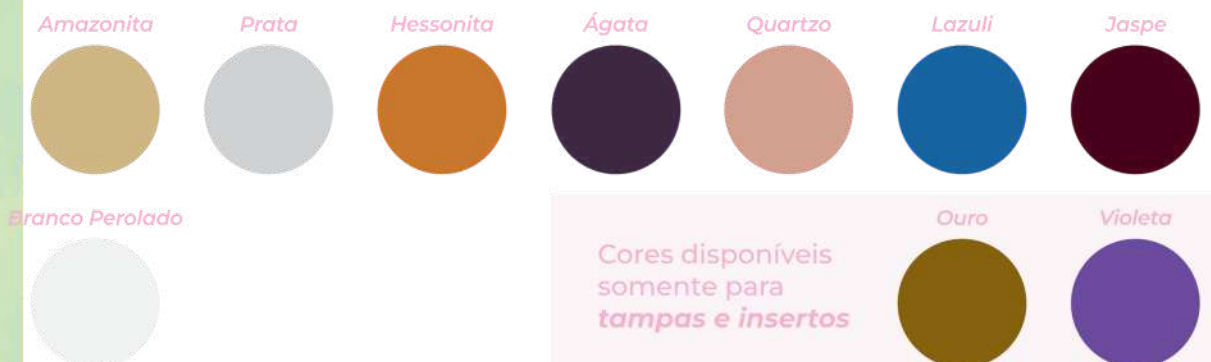 Amazonita
Prata
Hessonita
Ágata
Quartzo
Lazuli
Jaspe
Branco Perolado
Cores disponíveis
somente para
tampas e insertos
Ouro
Violeta